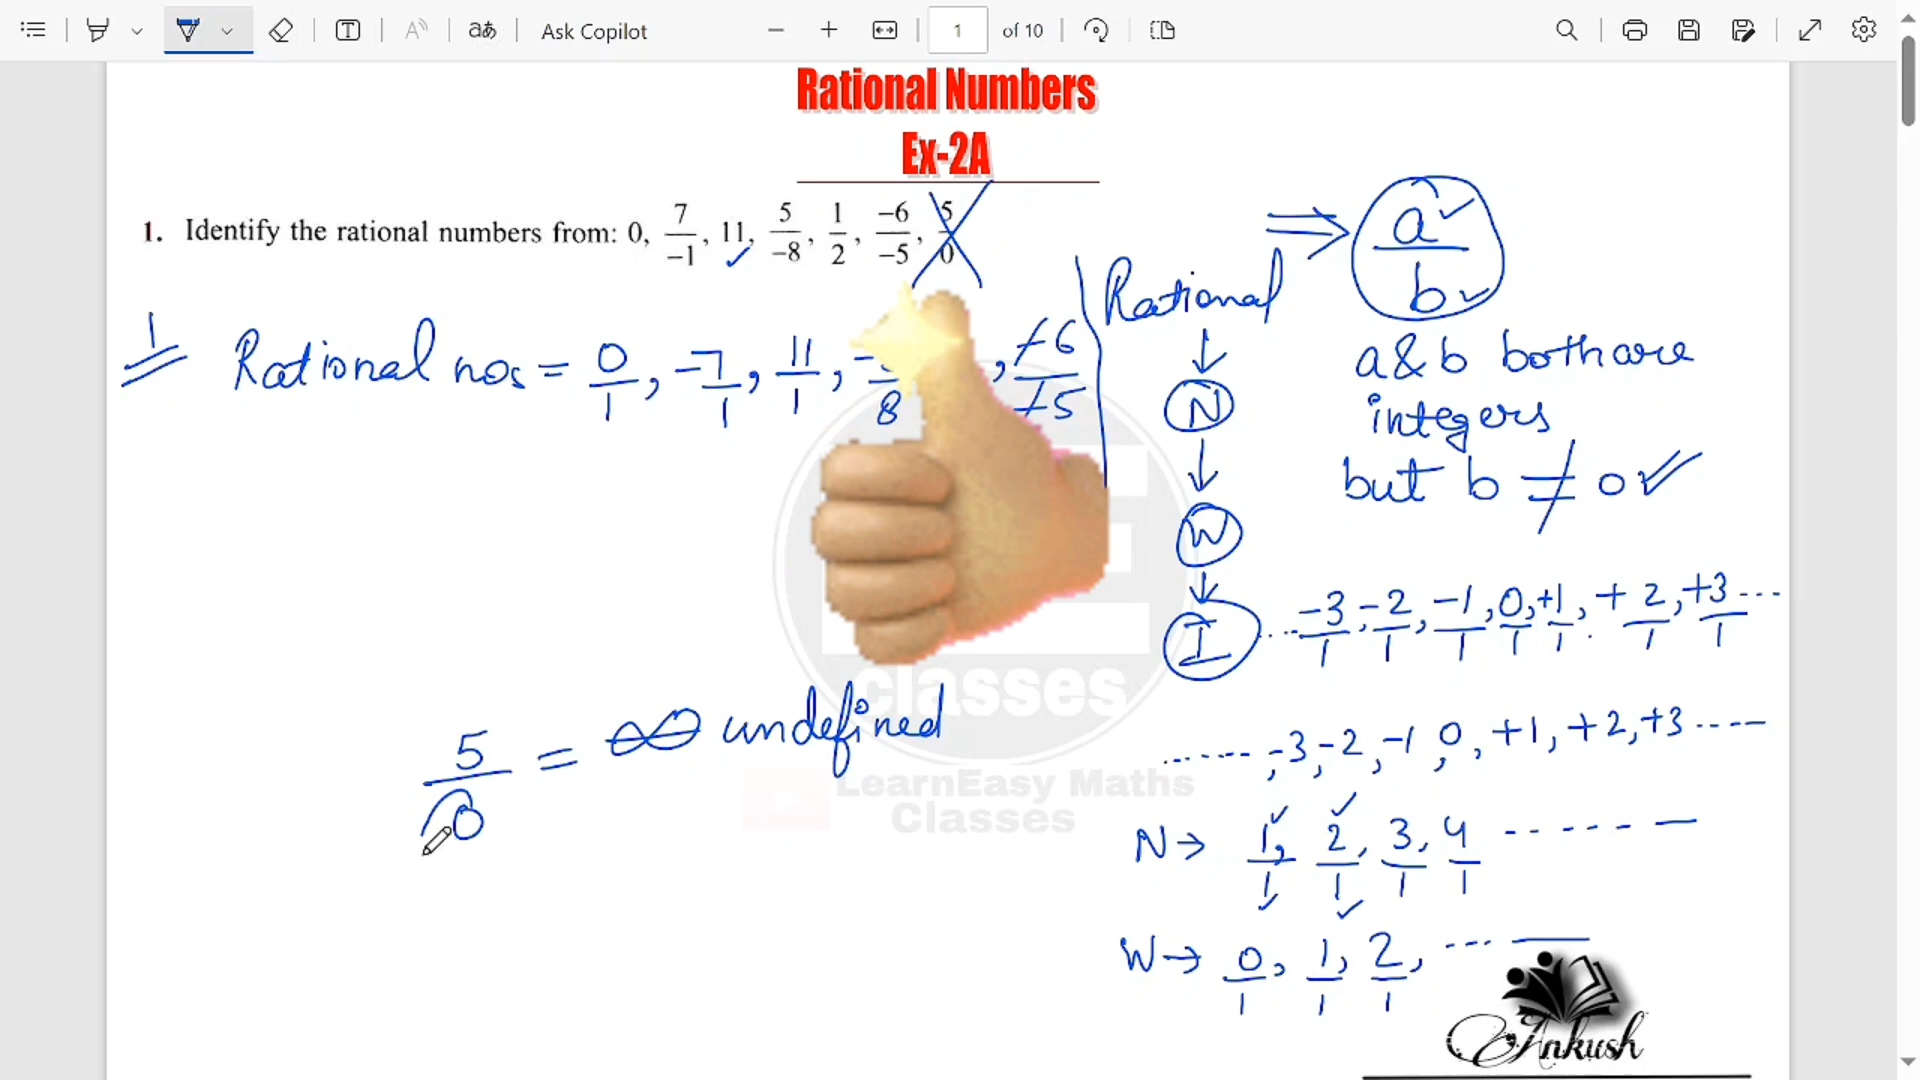 Ask Copilot 1 of 10
Rational Numbers
Ex-2A
1. Identify the rational numbers from: 0, 7/-1, 11, 5/-8, 1/2, -6/-5, 5/0
1 Rational nos = 0/1, -7/1, 11/1, -/8, -6/-5
Rational ⇒ a/b
a & b both are
integers
but b ≠ 0 ✓
N
W
I ...-3/1, -2/1, -1/1, 0/1, +1/1, +2/1, +3/1 ...
......, -3, -2, -1, 0, +1, +2, +3 .....
5/0 = ∞ undefined
N → 1/1, 2/1, 3/1, 4/1 ------
W → 0/1, 1/1, 2/1, ---
E
classes
LearnEasy Maths
Classes
Ankush